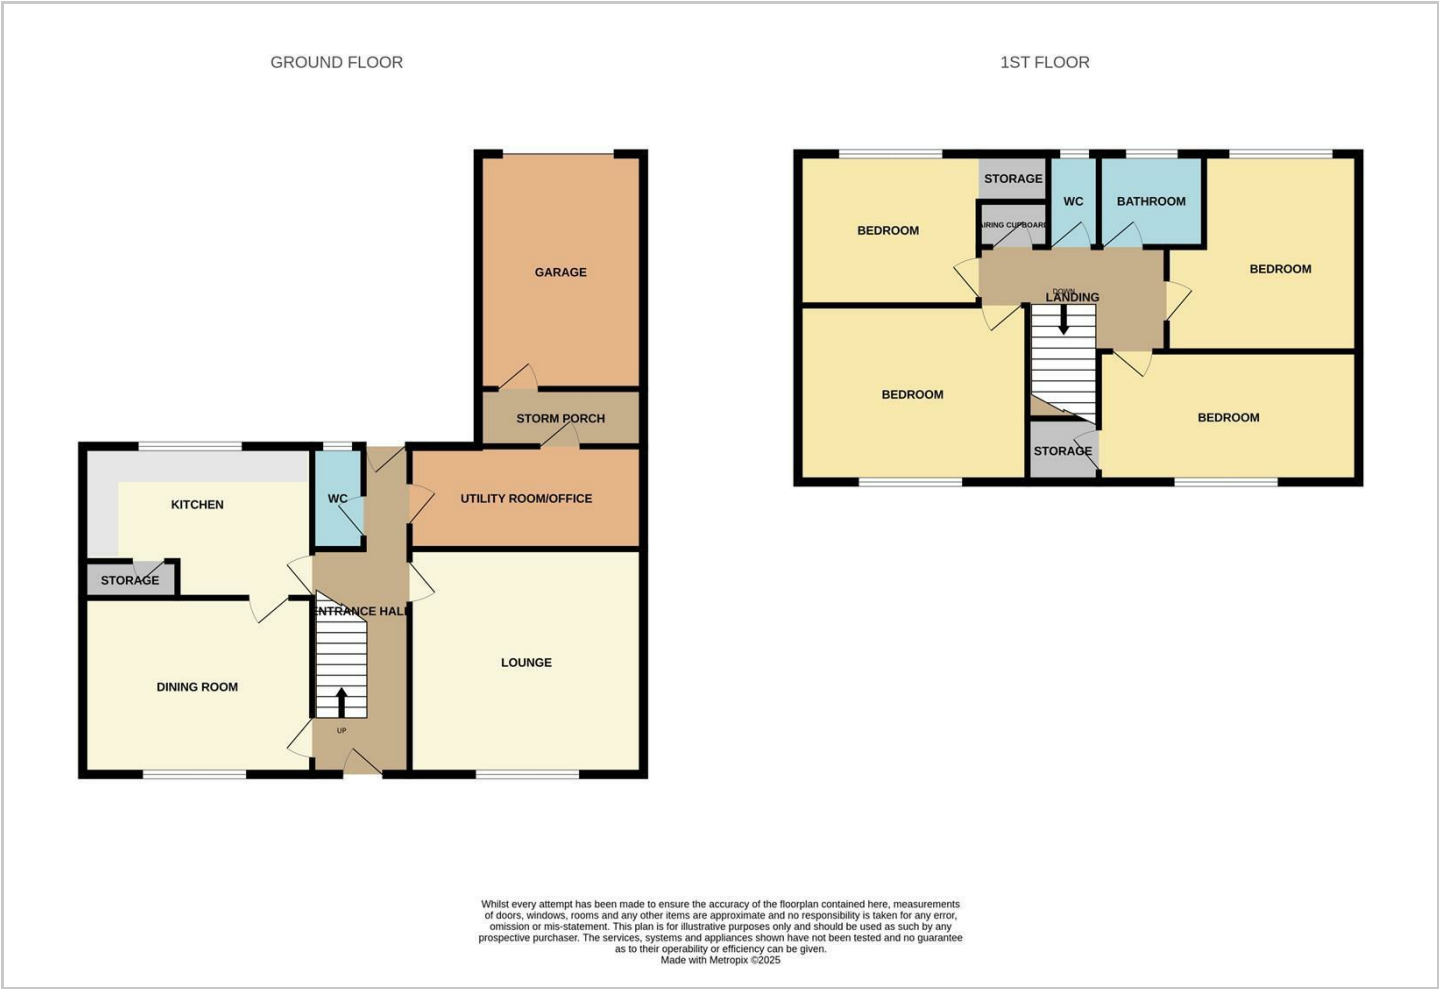 GROUND FLOOR
1ST FLOOR
GARAGE
STORM PORCH
KITCHEN
WC
UTILITY ROOM/OFFICE
STORAGE
ENTRANCE HALL
LOUNGE
DINING ROOM
UP
STORAGE
WC
BATHROOM
BEDROOM
AIRING CUPBOARD
BEDROOM
DOWN
LANDING
BEDROOM
BEDROOM
STORAGE
Whilst every attempt has been made to ensure the accuracy of the floorplan contained here, measurements
of doors, windows, rooms and any other items are approximate and no responsibility is taken for any error,
omission or mis-statement. This plan is for illustrative purposes only and should be used as such by any
prospective purchaser. The services, systems and appliances shown have not been tested and no guarantee
as to their operability or efficiency can be given.
Made with Metropix ©2025